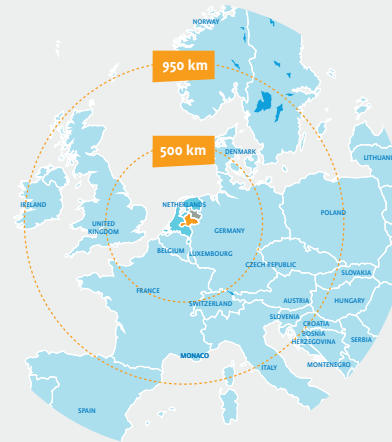 NORWAY
950 km
500 km
DENMARK
LITHUAN
IRELAND
NETHERLANDS
POLAND
UNITED
KINGDOM
GERMANY
BELGIUM
LUXEMBOURG
CZECH REPUBLIC
SLOVAKIA
FRANCE
SWITZERLAND
AUSTRIA
HUNGARY
SLOVENIA
CROATIA
BOSNIA
HERZEGOVINA
SERBIA
MONACO
ITALY
MONTENEGRO
SPAIN